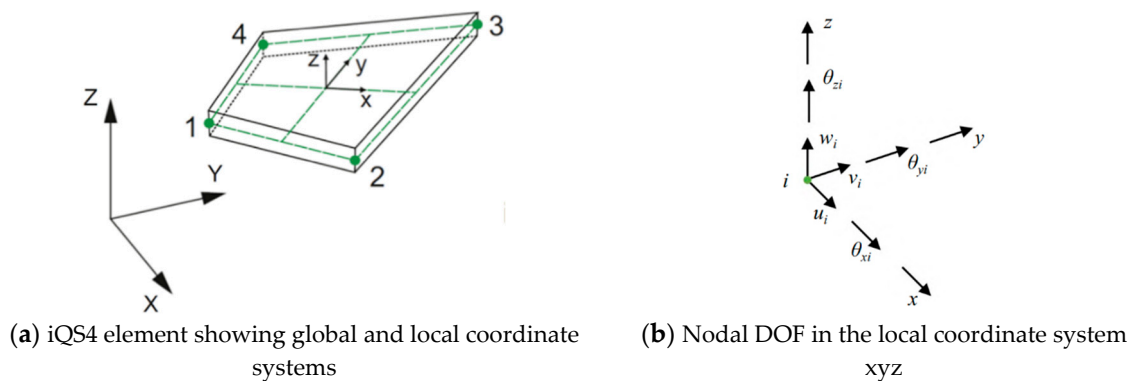 4
3
z
y
x
1
2
Z
Y
X
z
θzi
wi
y
θyi
vi
i
ui
θxi
x
(a) iQS4 element showing global and local coordinate
systems
(b) Nodal DOF in the local coordinate system
xyz